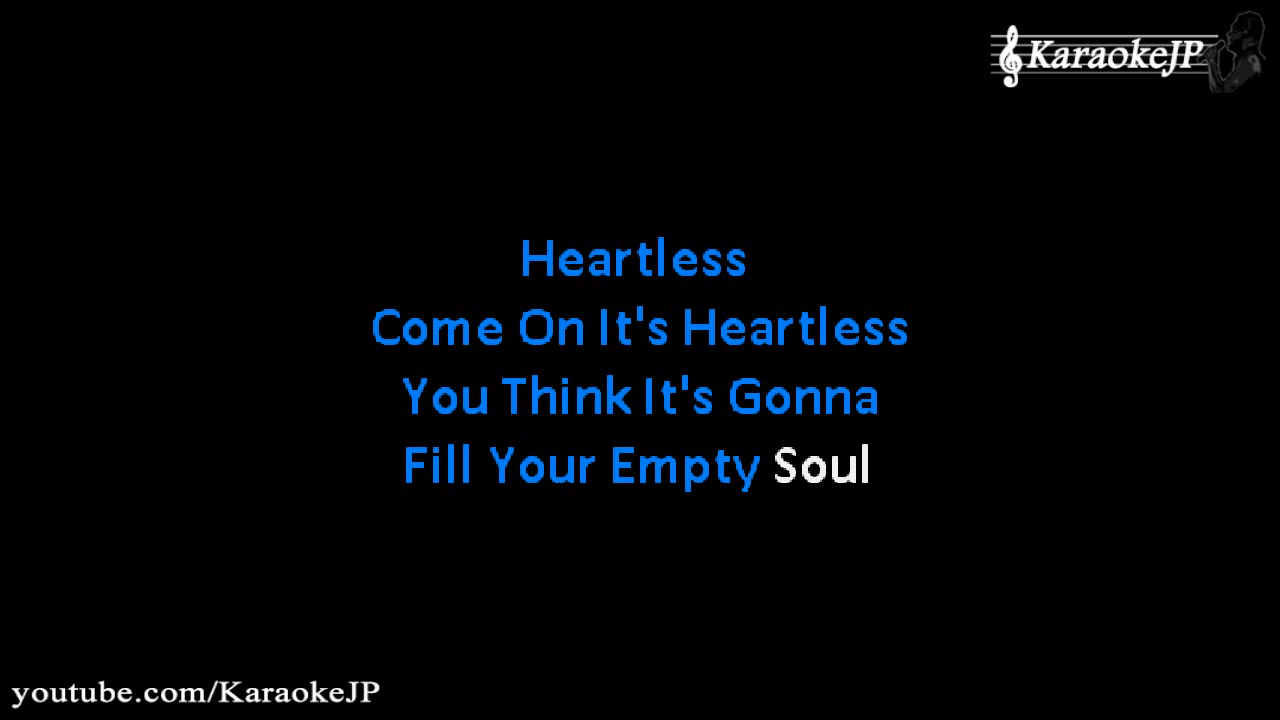 KaraokeJP
Heartless
Come On It's Heartless
You Think It's Gonna
Fill Your Empty Soul
youtube.com/KaraokeJP